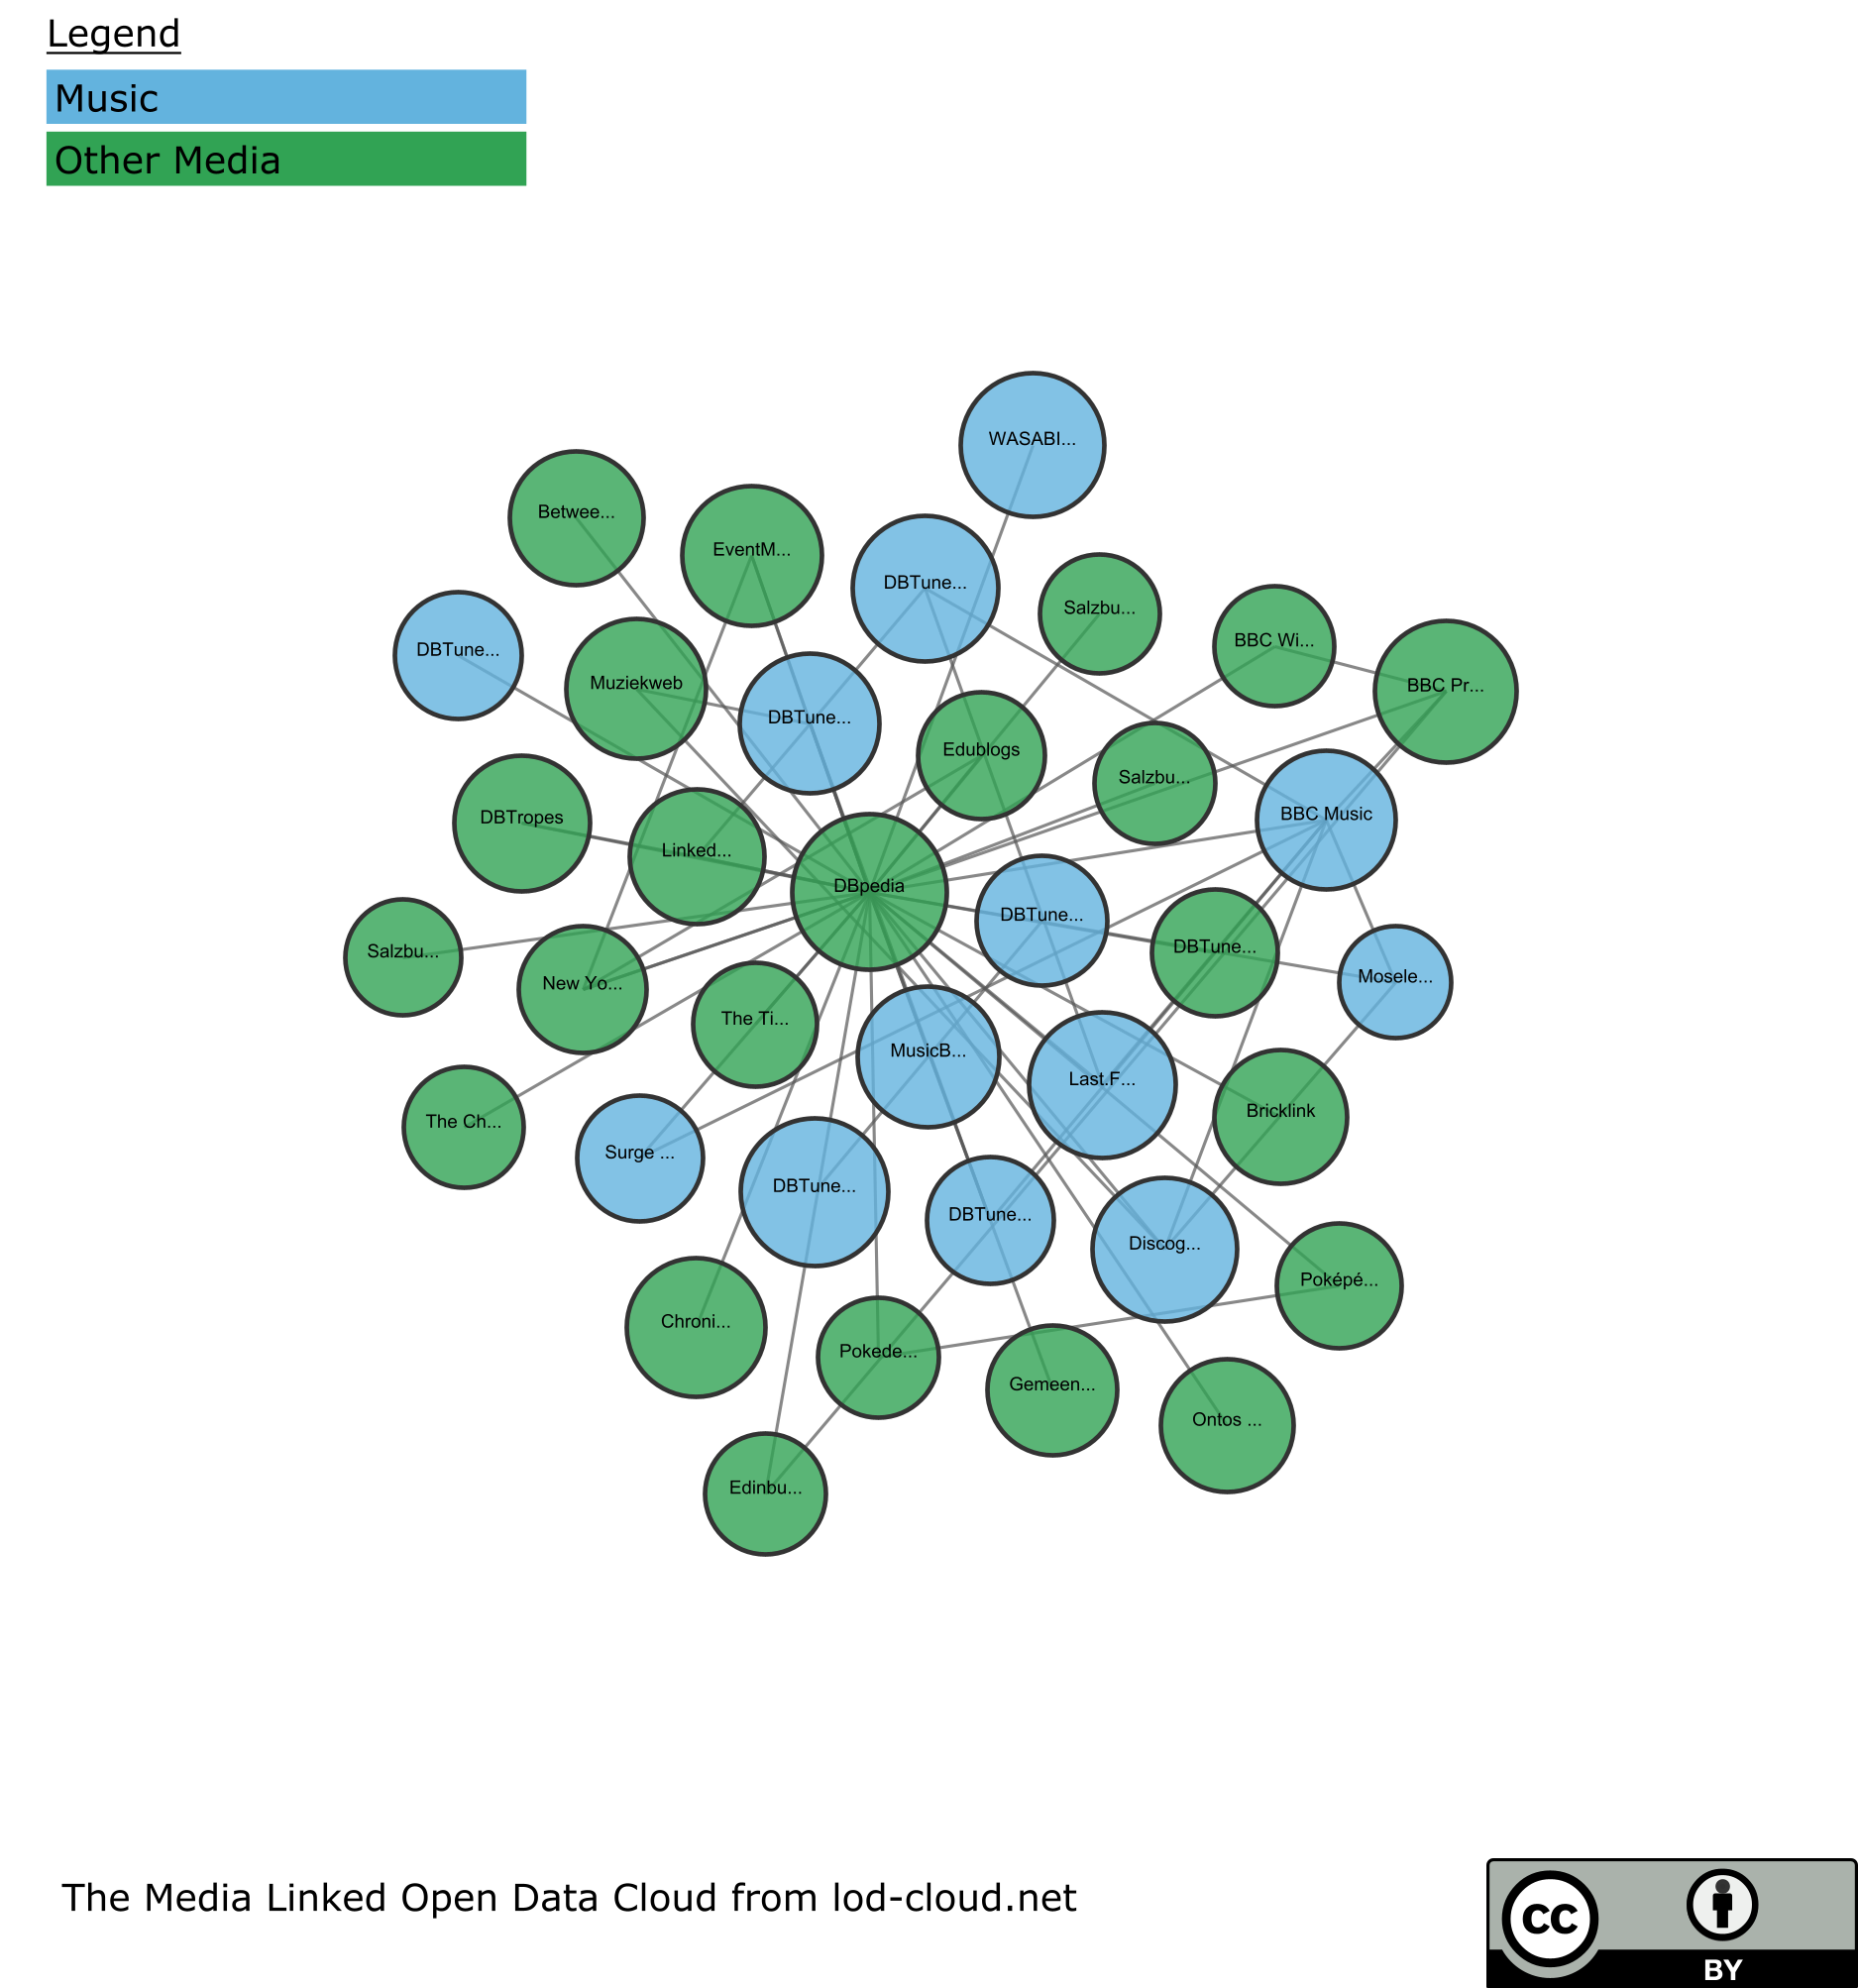 Legend
Music
Other Media
WASABI...
Betwee...
EventM...
DBTune...
Salzbu...
BBC Wi...
DBTune...
Muziekweb
BBC Pr...
DBTune...
Edublogs
Salzbu...
DBTropes
BBC Music
Linked...
DBpedia
DBTune...
Salzbu...
DBTune...
New Yo...
Mosele...
The Ti...
MusicB...
Last.F...
The Ch...
Bricklink
Surge ...
DBTune...
DBTune...
Discog...
Poképé...
Chroni...
Pokede...
Gemeen...
Ontos ...
Edinbu...
The Media Linked Open Data Cloud from lod-cloud.net
cc
BY